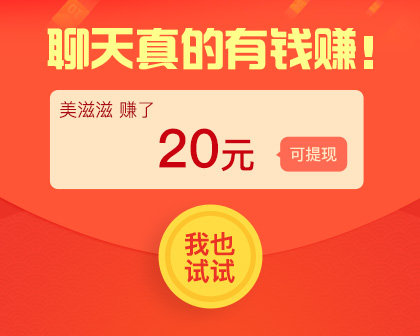 聊天真的有钱赚!
美滋滋 赚了
20元
可提现
我也
试试